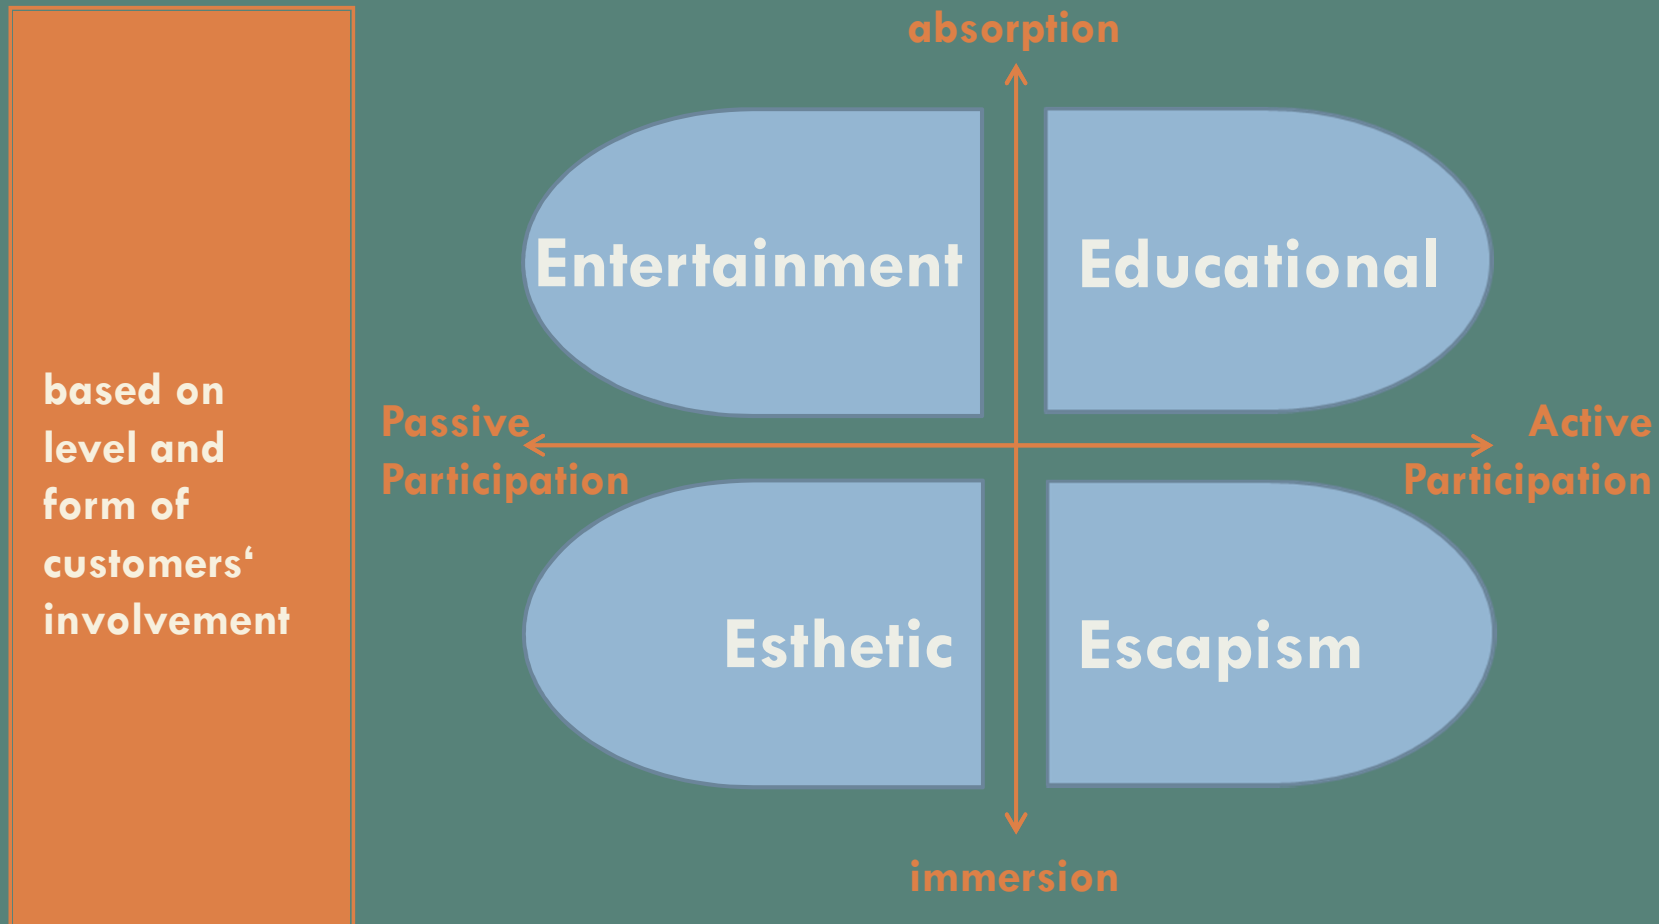 based on
level and
form of
customers‘
involvement
absorption
Entertainment
Educational
Passive
Participation
Active
Participation
Esthetic
Escapism
immersion